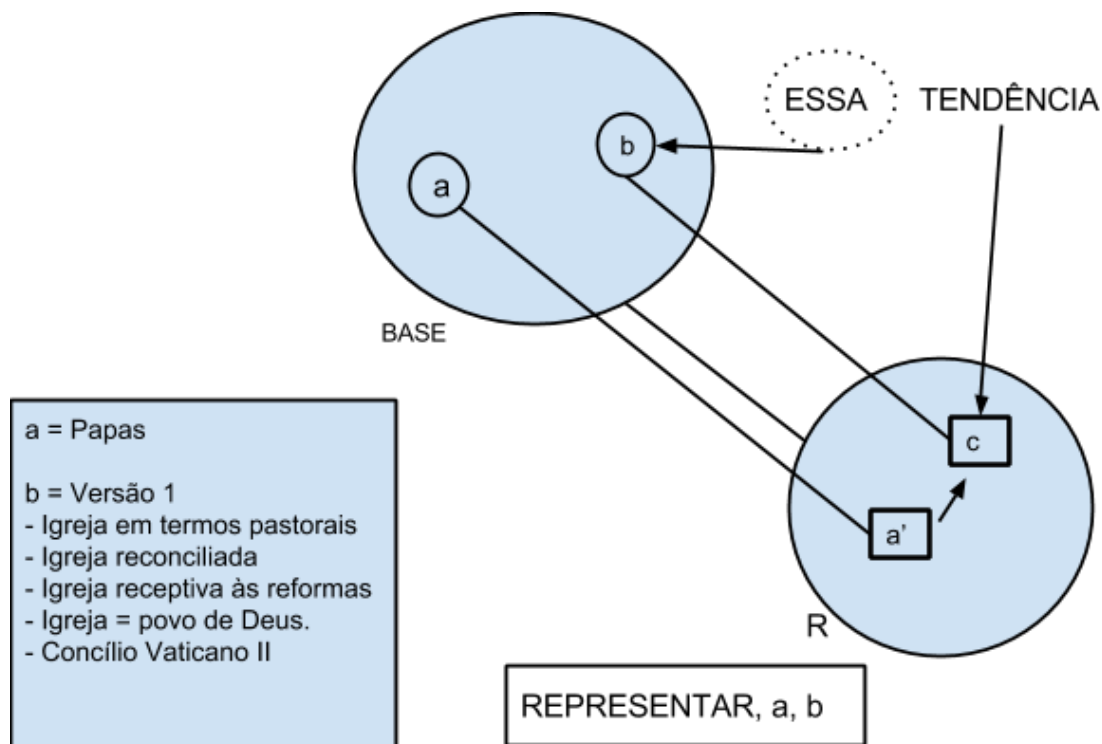 ESSA TENDÊNCIA
b
a
BASE
c
a'
R
a = Papas
b = Versão 1
- Igreja em termos pastorais
- Igreja reconciliada
- Igreja receptiva às reformas
- Igreja = povo de Deus.
- Concílio Vaticano II
REPRESENTAR, a, b